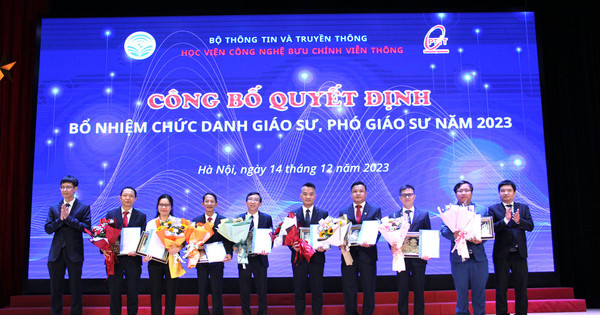 BỘ THÔNG TIN VÀ TRUYỀN THÔNG
HỌC VIỆN CÔNG NGHỆ BƯU CHÍNH VIỄN THÔNG
PTIT
CÔNG BỐ QUYẾT ĐỊNH
BỔ NHIỆM CHỨC DANH GIÁO SƯ, PHÓ GIÁO SƯ NĂM 2023
Hà Nội, ngày 14 tháng 12 năm 2023